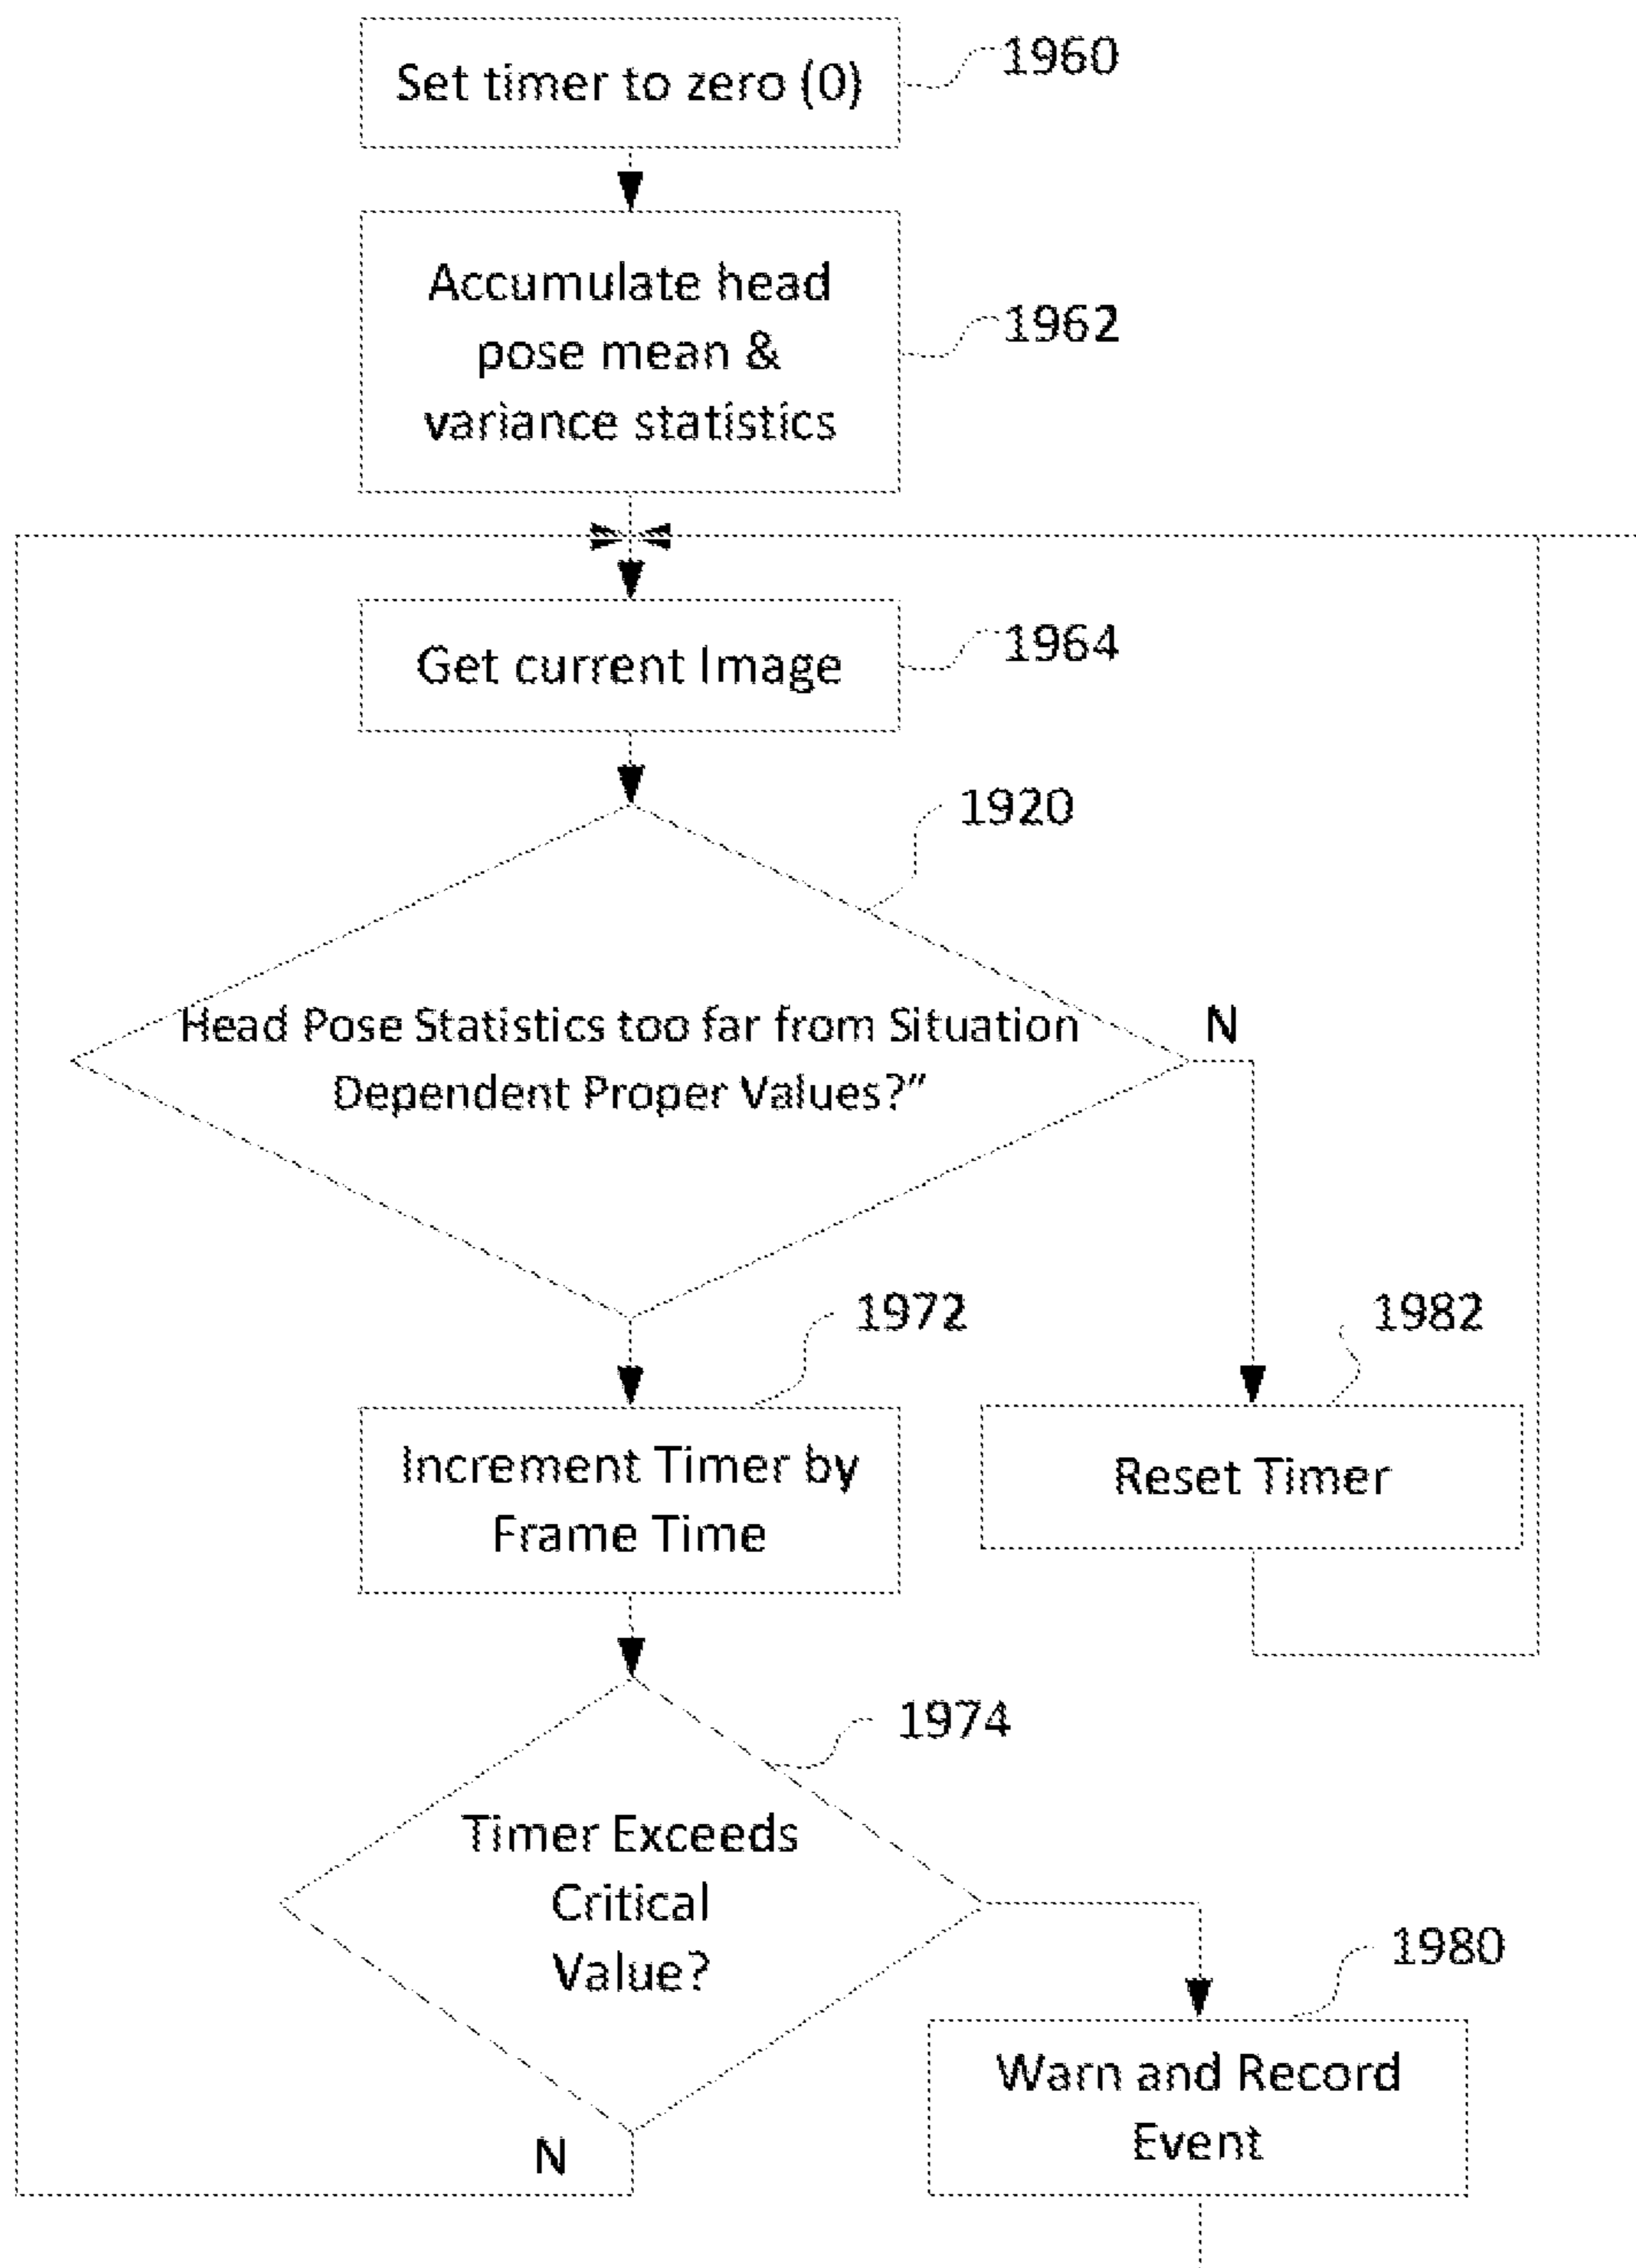 Set timer to zero (0)
1960
Accumulate head
pose mean &
variance statistics
1962
Get current Image
1964
1920
Head Pose Statistics too far from Situation
Dependent Proper Values?”
N
1972
1982
Increment Timer by
Frame Time
Reset Timer
1974
Timer Exceeds
Critical
Value?
1980
N
Warn and Record
Event